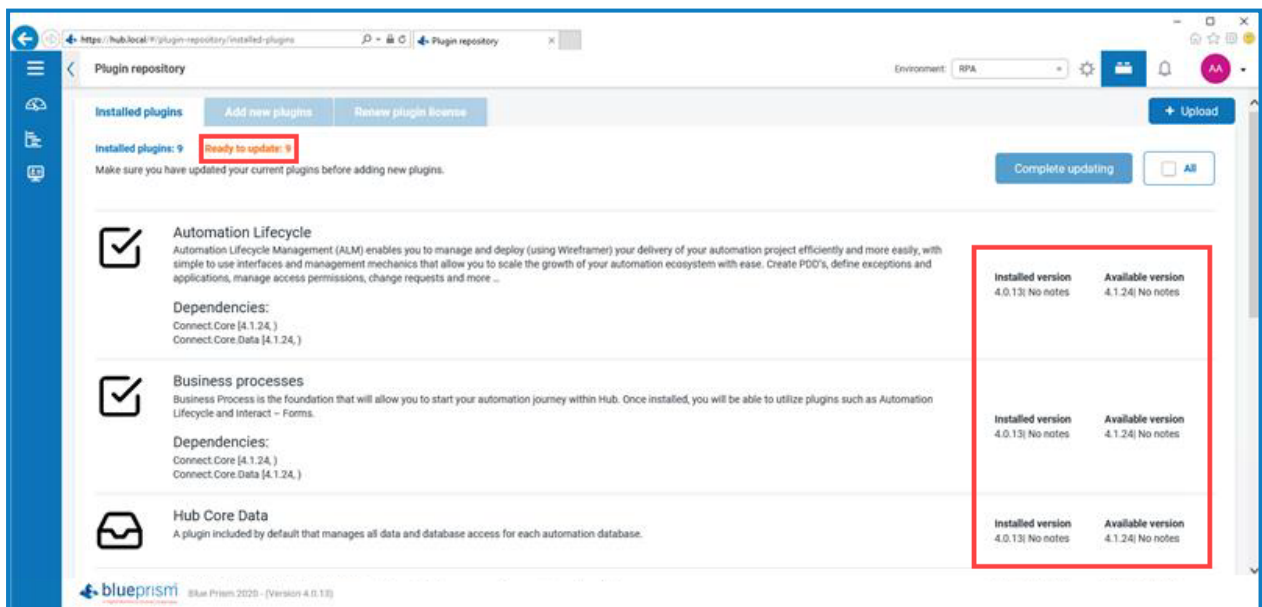 https://hub.local/#/plugin-repository/installed-plugins
Plugin repository
Plugin repository
Environment: RPA
AA
Installed plugins
Add new plugins
Renew plugin license
+ Upload
Installed plugins: 9 Ready to update: 9
Make sure you have updated your current plugins before adding new plugins.
Complete updating
All
Automation Lifecycle
Automation Lifecycle Management (ALM) enables you to manage and deploy (using Wireframer) your delivery of your automation project efficiently and more easily, with
simple to use interfaces and management mechanics that allow you to scale the growth of your automation ecosystem with ease. Create PDD's, define exceptions and
applications, manage access permissions, change requests and more ...
Installed version Available version
4.0.13| No notes 4.1.24| No notes
Dependencies:
Connect.Core [4.1.24, )
Connect.Core.Data [4.1.24, )
Business processes
Business Process is the foundation that will allow you to start your automation journey within Hub. Once installed, you will be able to utilize plugins such as Automation
Lifecycle and Interact – Forms.
Installed version Available version
4.0.13| No notes 4.1.24| No notes
Dependencies:
Connect.Core [4.1.24, )
Connect.Core.Data [4.1.24, )
Hub Core Data
A plugin included by default that manages all data and database access for each automation database.
Installed version Available version
4.0.13| No notes 4.1.24| No notes
blueprism
Blue Prism 2020 - (Version 4.0.13)